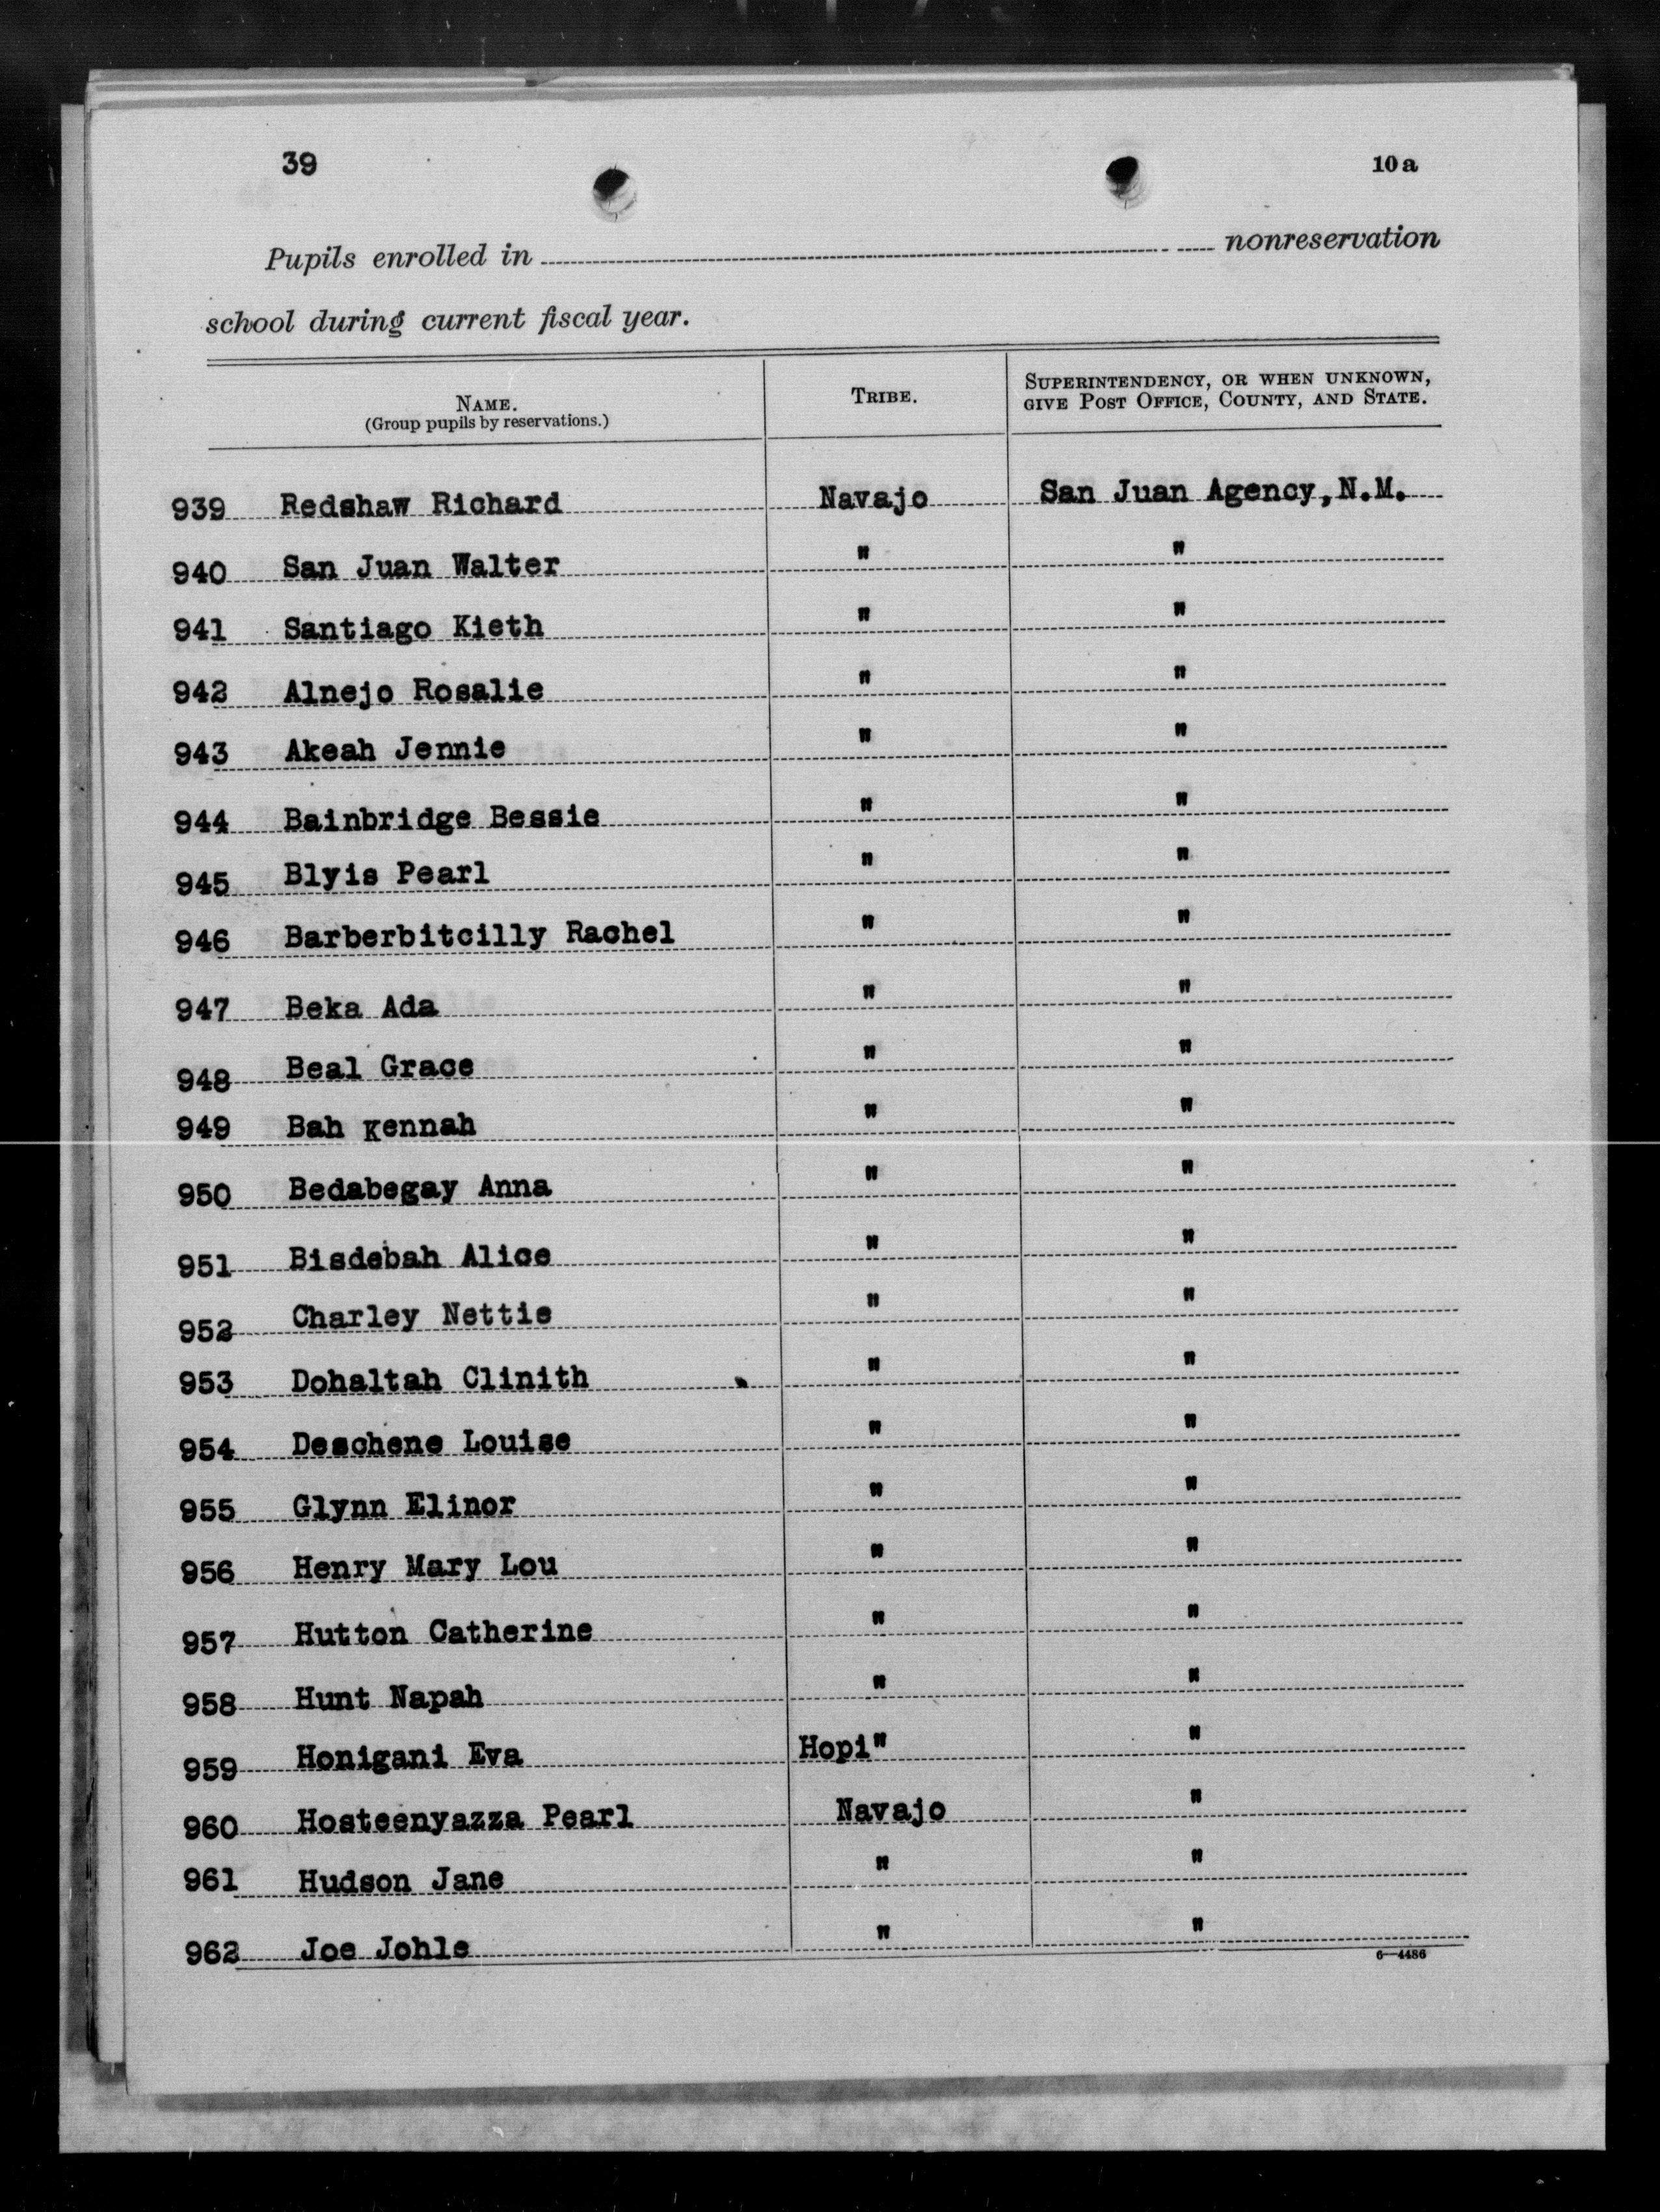 39
10 a
Pupils enrolled in nonreservation
school during current fiscal year.
NAME.
(Group pupils by reservations.)
TRIBE.
SUPERINTENDENCY, OR WHEN UNKNOWN,
GIVE POST OFFICE, COUNTY, AND STATE.
939 Redshaw Richard Navajo San Juan Agency, N.M.
940 San Juan Walter " "
941 Santiago Kieth " "
942 Alnejo Rosalie " "
943 Akeah Jennie " "
944 Bainbridge Bessie " "
945 Blyis Pearl " "
946 Barberbitcilly Rachel " "
947 Beka Ada " "
948 Beal Grace " "
949 Bah Kennah " "
950 Bedabegay Anna " "
951 Bisdebah Alice " "
952 Charley Nettie " "
953 Dohaltah Clinith " "
954 Deschene Louise " "
955 Glynn Elinor " "
956 Henry Mary Lou " "
957 Hutton Catherine " "
958 Hunt Napah " "
959 Honigani Eva Hopi" "
960 Hosteenyazza Pearl Navajo "
961 Hudson Jane " "
962 Joe Johle " "
6—4486